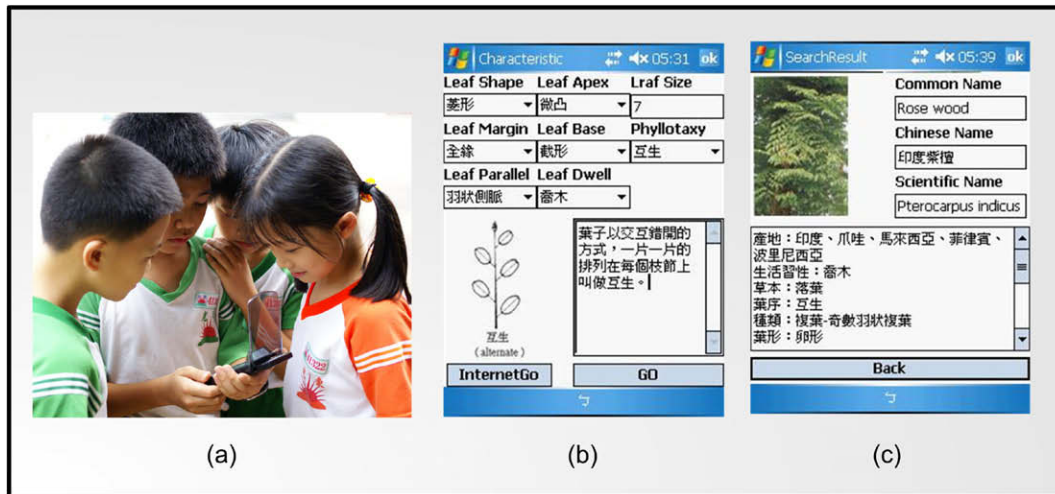 Characteristic 05:31 ok
Leaf Shape Leaf Apex Lraf Size
菱形 微凸 7
Leaf Margin Leaf Base Phyllotaxy
全緣 截形 互生
Leaf Parallel Leaf Dwell
羽狀側脈 喬木
互生
(alternate)
葉子以交互錯開的
方式，一片一片的
排列在每個枝節上
叫做互生。
InternetGo GO
ㄅ
SearchResult 05:39 ok
Common Name
Rose wood
Chinese Name
印度紫檀
Scientific Name
Pterocarpus indicus
產地：印度、爪哇、馬來西亞、菲律賓、
波里尼西亞
生活習性：喬木
草本：落葉
葉序：互生
種類：複葉-奇數羽狀複葉
葉形：卵形
Back
ㄅ
(a) (b) (c)